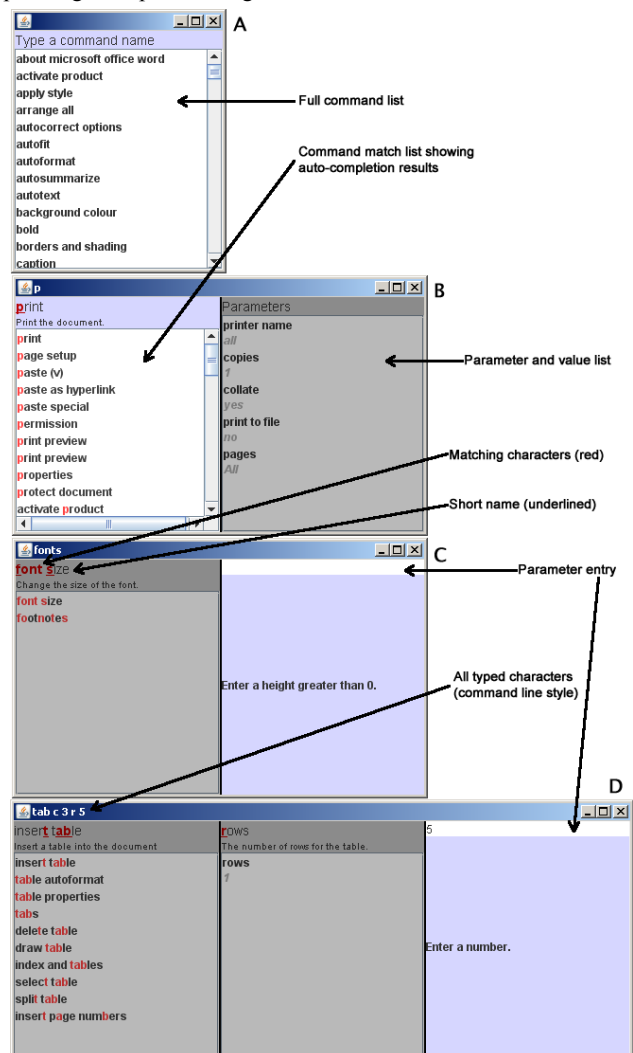 A
Type a command name
about microsoft office word
activate product
apply style
arrange all
autocorrect options
autofit
autoformat
autosummarize
autotext
background colour
bold
borders and shading
caption
Full command list
Command match list showing
auto-completion results
B
p
print
Print the document.
print
page setup
paste (v)
paste as hyperlink
paste special
permission
print preview
print preview
properties
protect document
activate product
Parameters
printer name
all
copies
1
collate
yes
print to file
no
pages
All
Parameter and value list
Matching characters (red)
Short name (underlined)
C
fonts
font size
Change the size of the font.
font size
footnotes
Enter a height greater than 0.
Parameter entry
All typed characters
(command line style)
D
tab c 3 r 5
insert table
Insert a table into the document
insert table
table autoformat
table properties
tabs
delete table
draw table
index and tables
select table
split table
insert page numbers
rows
The number of rows for the table.
rows
1
5
Enter a number.